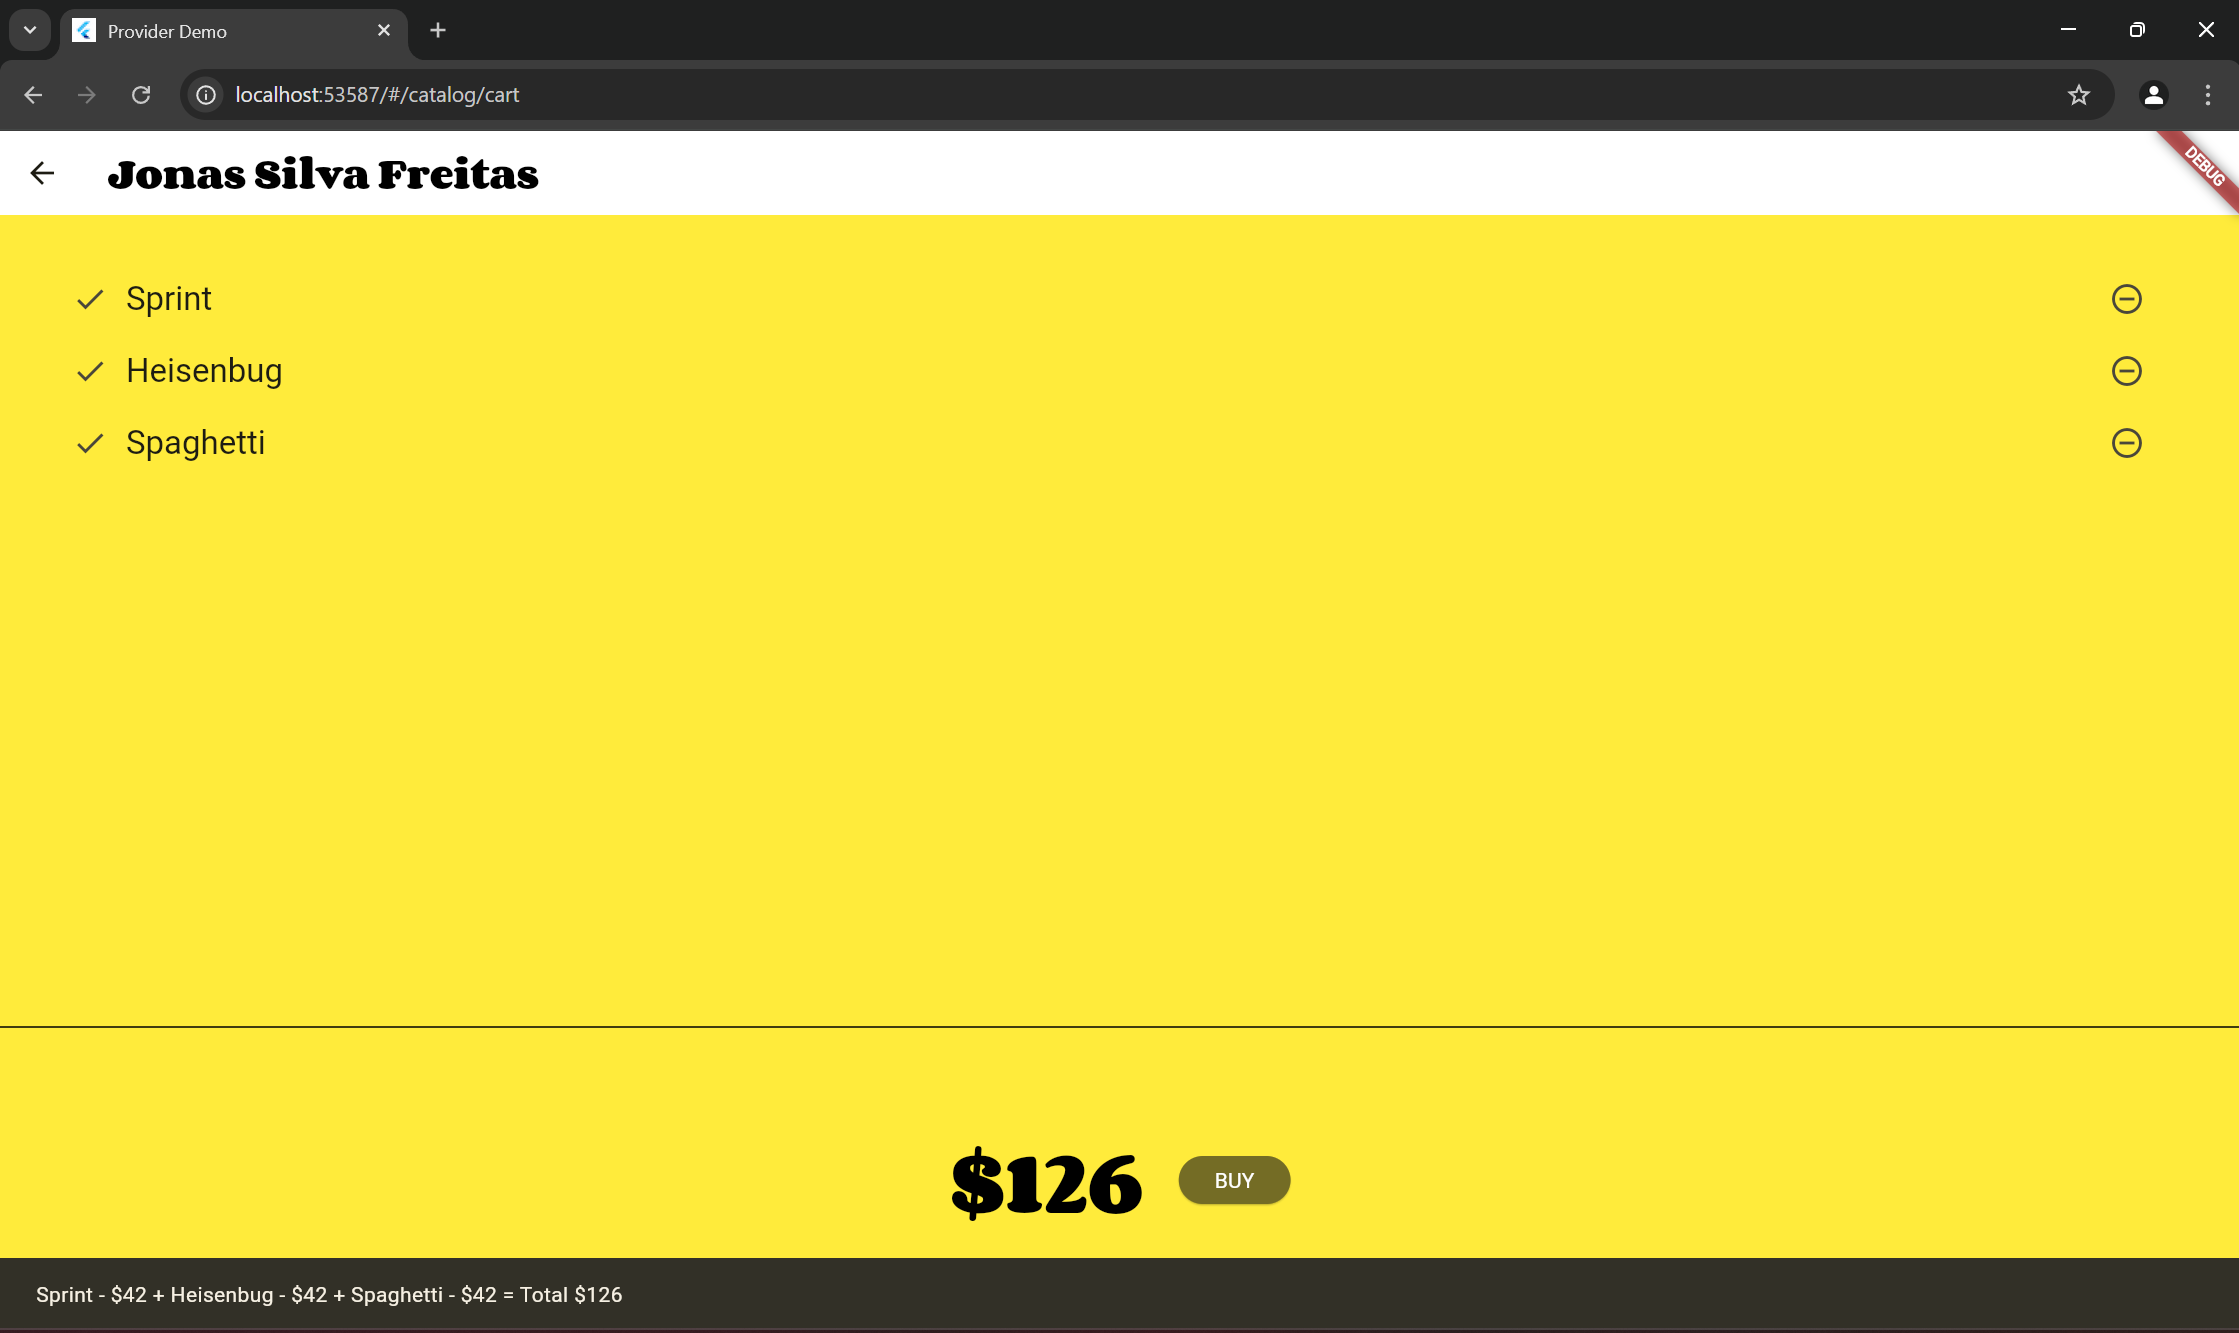 Provider Demo
localhost:53587/#/catalog/cart
Jonas Silva Freitas
DEBUG
Sprint
Heisenbug
Spaghetti
$126
BUY
Sprint - $42 + Heisenbug - $42 + Spaghetti - $42 = Total $126